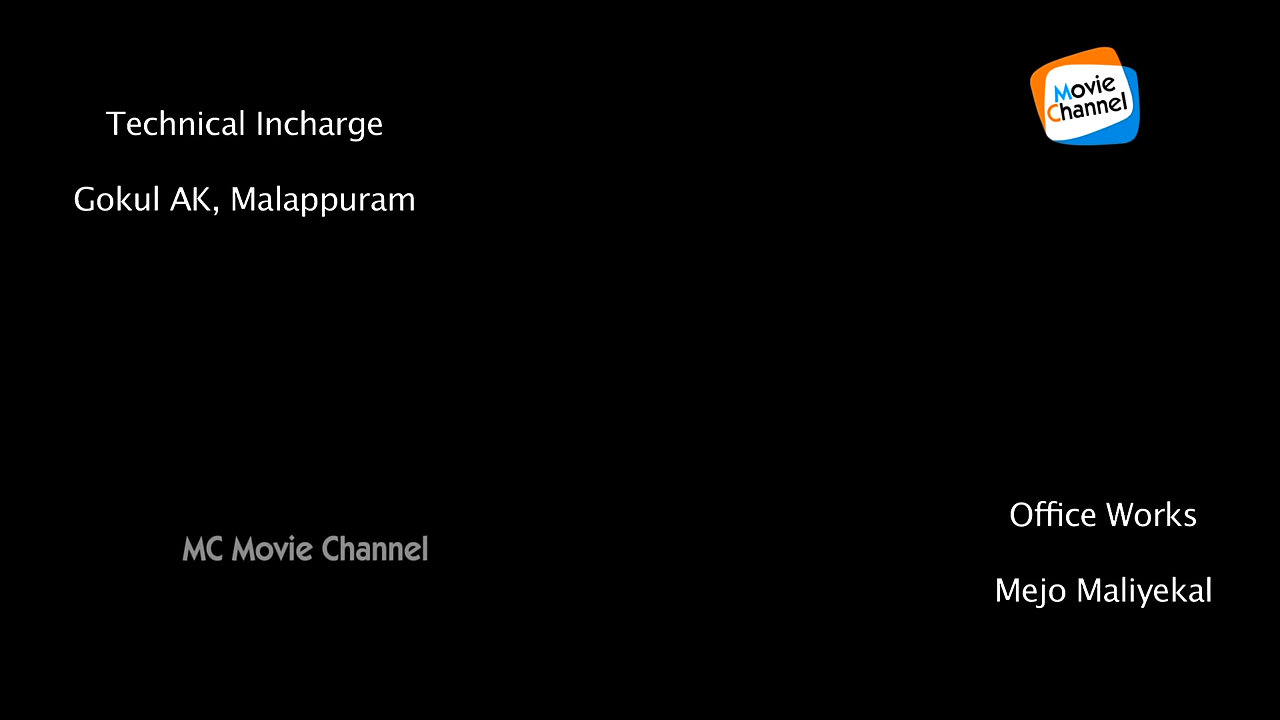 Movie
Channel
Technical Incharge
Gokul AK, Malappuram
MC Movie Channel
Office Works
Mejo Maliyekal